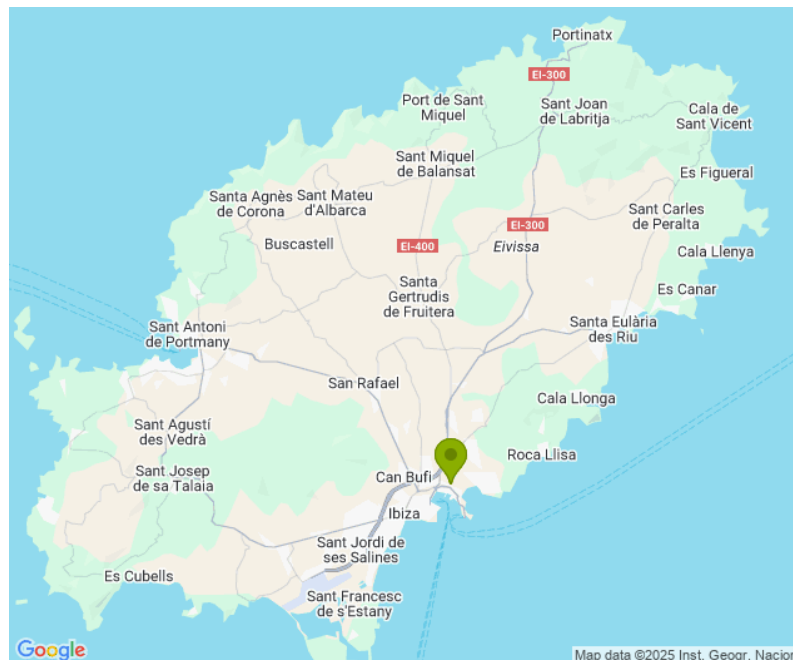 Portinatx
EI-300
Port de Sant
Miquel
Sant Joan
de Labritja
Cala de
Sant Vicent
Sant Miquel
de Balansat
Es Figueral
Santa Agnès
de Corona
Sant Mateu
d'Albarca
Sant Carles
de Peralta
EI-300
Buscastell
EI-400
Eivissa
Cala Llenya
Santa
Gertrudis
de Fruitera
Es Canar
Sant Antoni
de Portmany
Santa Eulària
des Riu
San Rafael
Cala Llonga
Sant Agustí
des Vedrà
Roca Llisa
Sant Josep
de sa Talaia
Can Bufi
Ibiza
Sant Jordi de
ses Salines
Es Cubells
Sant Francesc
de s'Estany
Google
Map data ©2025 Inst. Geogr. Nacior